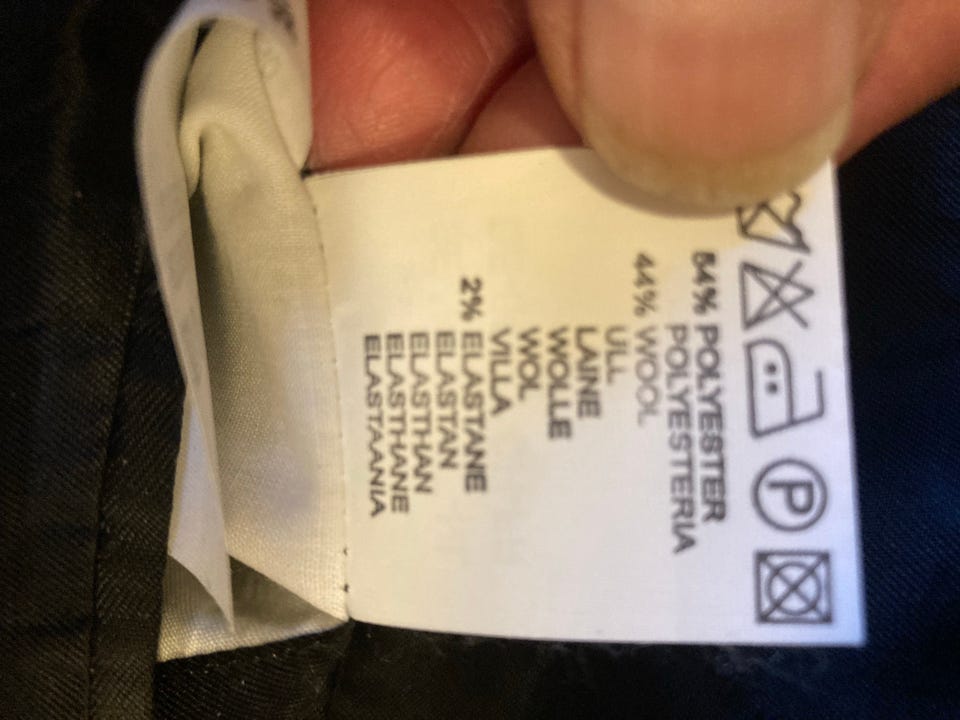 P
54% POLYESTER
POLYESTERIA
44% WOOL
ULL
LAINE
WOLLE
WOL
VILLA
2% ELASTANE
ELASTAN
ELASTHAN
ELASTHANE
ELASTAANIA